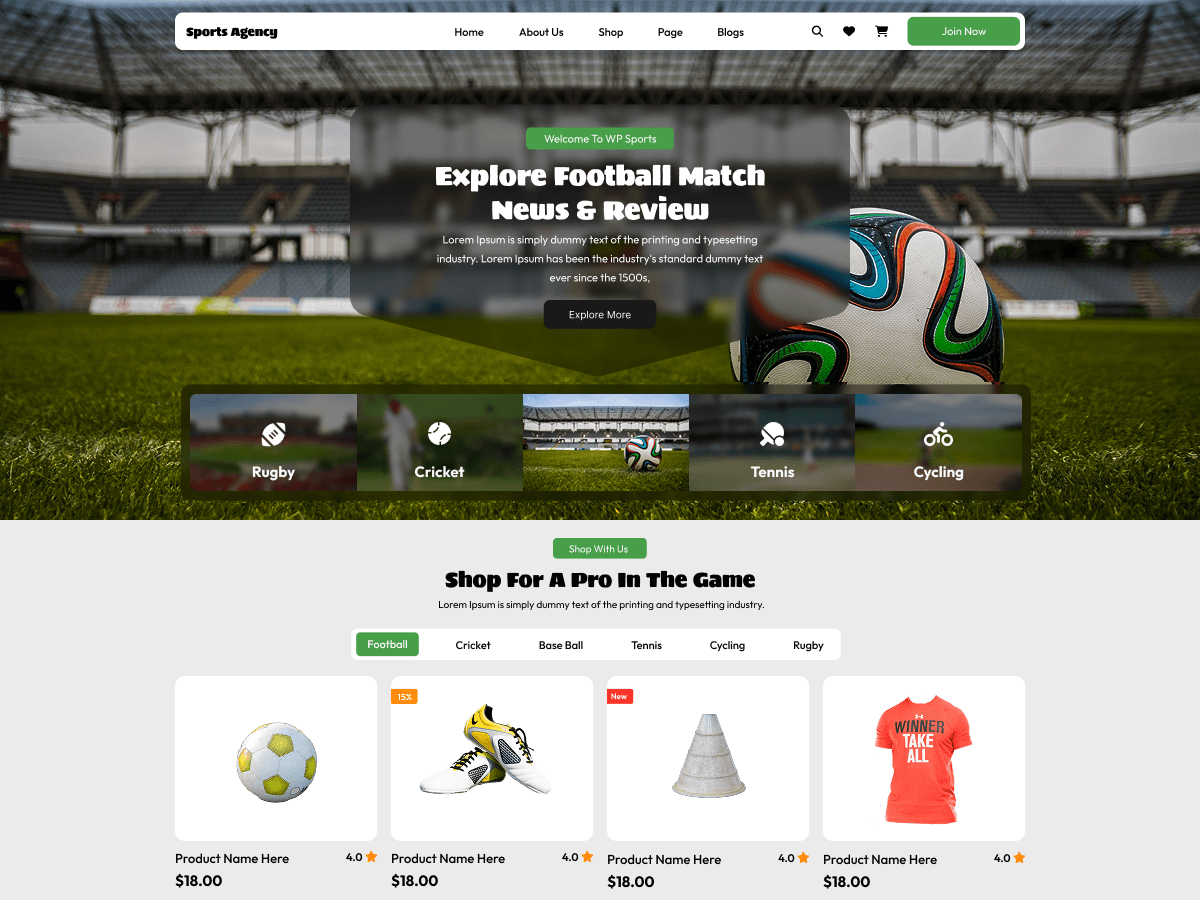 Sports Agency
Home
About Us
Shop
Page
Blogs
Join Now
Welcome To WP Sports
Explore Football Match
News & Review
Lorem Ipsum is simply dummy text of the printing and typesetting
industry. Lorem Ipsum has been the industry's standard dummy text
ever since the 1500s,
Explore More
Rugby
Cricket
Tennis
Cycling
Shop With Us
Shop For A Pro In The Game
Lorem Ipsum is simply dummy text of the printing and typesetting industry.
Football
Cricket
Base Ball
Tennis
Cycling
Rugby
15%
New
WINNER
TAKE
ALL
Product Name Here
4.0
$18.00
Product Name Here
4.0
$18.00
Product Name Here
4.0
$18.00
Product Name Here
4.0
$18.00